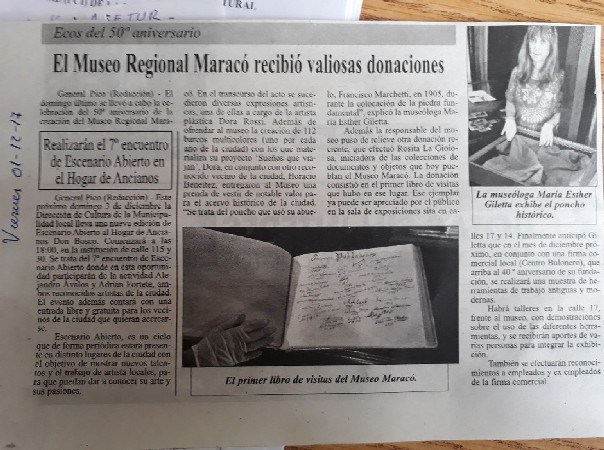 TURAL
Viernes 01-12-17
Ecos del 50º aniversario
El Museo Regional Maracó recibió valiosas donaciones
General Pico (Redacción) - El
domingo último se llevó a cabo la ce-
lebración del 50º aniversario de la
creación del Museo Regional Mara-
có. En el transcurso del acto se suce-
dieron diversas expresiones artísti-
cas, una de ellas a cargo de la artista
plástica Dora Rossi. Además de
ofrendar al museo la creación de 112
barcos multicolores (uno por cada
año de la ciudad) con los que mate-
rializa su proyecto 'Sueños que via-
jan', Dora, en conjunto con otro reco-
nocido vecino de la ciudad, Horacio
Beneitez, entregaron al Museo una
prenda de vestir de notable valor pa-
ra el acervo histórico de la ciudad.
"Se trata del poncho que usó su abue-
lo, Francisco Marchetti, en 1905, du-
rante la colocación de la piedra fun-
damental", explicó la museóloga
María Esther Giletta.
Además la responsable del mu-
seo puso de relieve otra donación re-
ciente, que efectuó Rosita La Gioio-
sa, iniciadora de las colecciones de
documentos y objetos que hoy pue-
blan el Museo Maracó. La donación
consistió en el primer libro de visitas
que hubo en ese lugar. Ese ejemplar
ya puede ser apreciado por el público
en la sala de exposiciones sita en ca-
lles 17 y 14. Finalmente anticipó Gi-
letta que en el mes de diciembre pró-
ximo, en conjunto con una firma co-
mercial local (Centro Bulonero), que
arriba al 40º aniversario de su funda-
ción, se realizará una muestra de he-
rramientas de trabajo antiguas y mo-
dernas.
Habrá talleres en la calle 17,
frente al museo, con demostraciones
sobre el uso de las diferentes herra-
mientas, y se recibirán aportes de va-
rias personas para integrar la exhibi-
ción.
También se efectuarán reconoci-
mientos a empleados y ex empleados
de la firma comercial.
La museóloga María Esther
Giletta exhibe el poncho
histórico.
El primer libro de visitas del Museo Maracó.
Realizarán el 7º encuentro
de Escenario Abierto en
el Hogar de Ancianos
General Pico (Redacción) - Este
próximo domingo 3 de diciembre la
Dirección de Cultura de la Municipa-
lidad local lleva una nueva edición de
Escenario Abierto al Hogar de Ancia-
nos Don Bosco. Comenzará a las
18:00, en la institución de calle 115 y
30. Se trata del 7º encuentro de Esce-
nario Abierto donde en esta oportuni-
dad participarán de la actividad Ale-
jandro Ávalos y Adrián Fortete, am-
bos reconocidos artistas de la ciudad.
El evento además contará con una
entrada libre y gratuita para los veci-
nos de la ciudad que quieran acercar-
se.
Escenario Abierto, es un ciclo
que de forma periódica estará presen-
te en distintos lugares de la ciudad con
el objetivo de mostrar nuevos talen-
tos y el trabajo de artista locales, pa-
ra que puedan dar a conocer su arte y
sus pasiones.